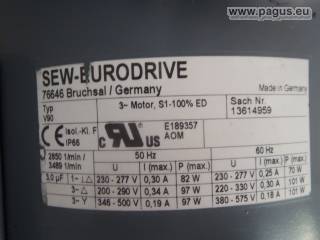 www.pagus.eu
SEW-EURODRIVE
76646 Bruchsal / Germany
Made in Germany
Typ 3~ Motor, S1-100% ED Sach Nr.
V90 13614959
CE Isol.-Kl. F c RU US E189357
IP66 AOM
2850 1/min / 50 Hz 60 Hz
3489 1/min U I (max.) P U I (max.) P
5,0 µF 1~ △ 230 - 277 V 0,30 A 82 W 230 - 277 V 0,25 A 70 W
3~ △ 200 - 290 V 0,34 A 97 W 220 - 330 V 0,30 A 101 W
3~ Y 346 - 500 V 0,19 A 97 W 380 - 575 V 0,18 A 101 W